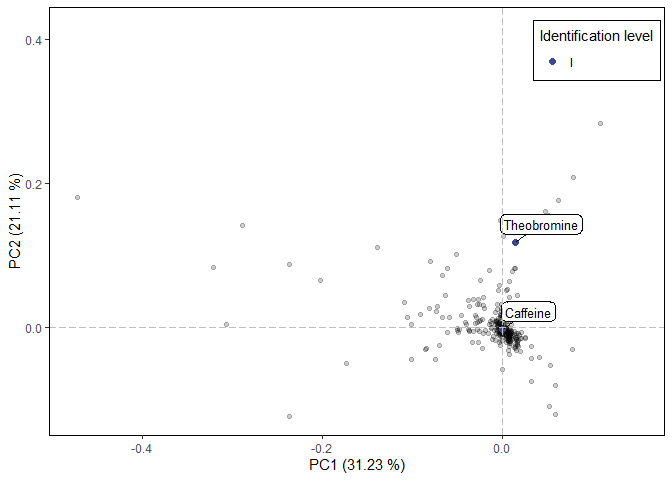 Identification level
I
0.4
0.2
0.0
PC2 (21.11 %)
Theobromine
Caffeine
-0.4
-0.2
0.0
PC1 (31.23 %)